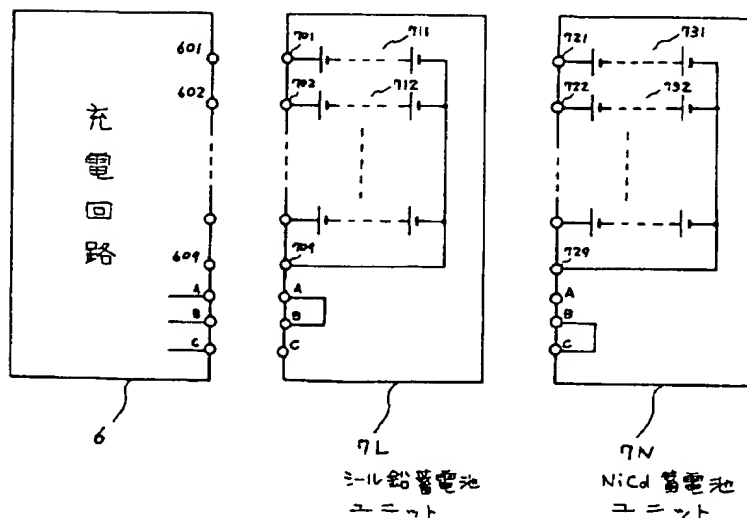 充電回路
601
602
609
A
B
C
6
701
702
709
711
712
A
B
C
7L
シール鉛蓄電池
ユニット
721
722
729
731
732
A
B
C
7N
NiCd 蓄電池
ユニット